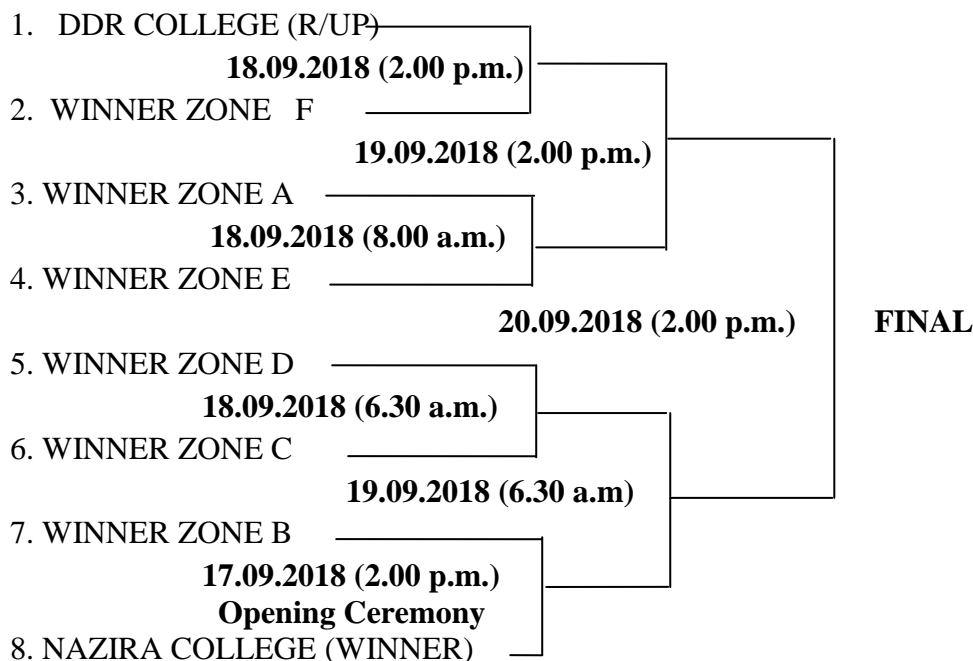 1. DDR COLLEGE (R/UP)
18.09.2018 (2.00 p.m.)
2. WINNER ZONE F
19.09.2018 (2.00 p.m.)
3. WINNER ZONE A
18.09.2018 (8.00 a.m.)
4. WINNER ZONE E
20.09.2018 (2.00 p.m.) FINAL
5. WINNER ZONE D
18.09.2018 (6.30 a.m.)
6. WINNER ZONE C
19.09.2018 (6.30 a.m)
7. WINNER ZONE B
17.09.2018 (2.00 p.m.)
Opening Ceremony
8. NAZIRA COLLEGE (WINNER)